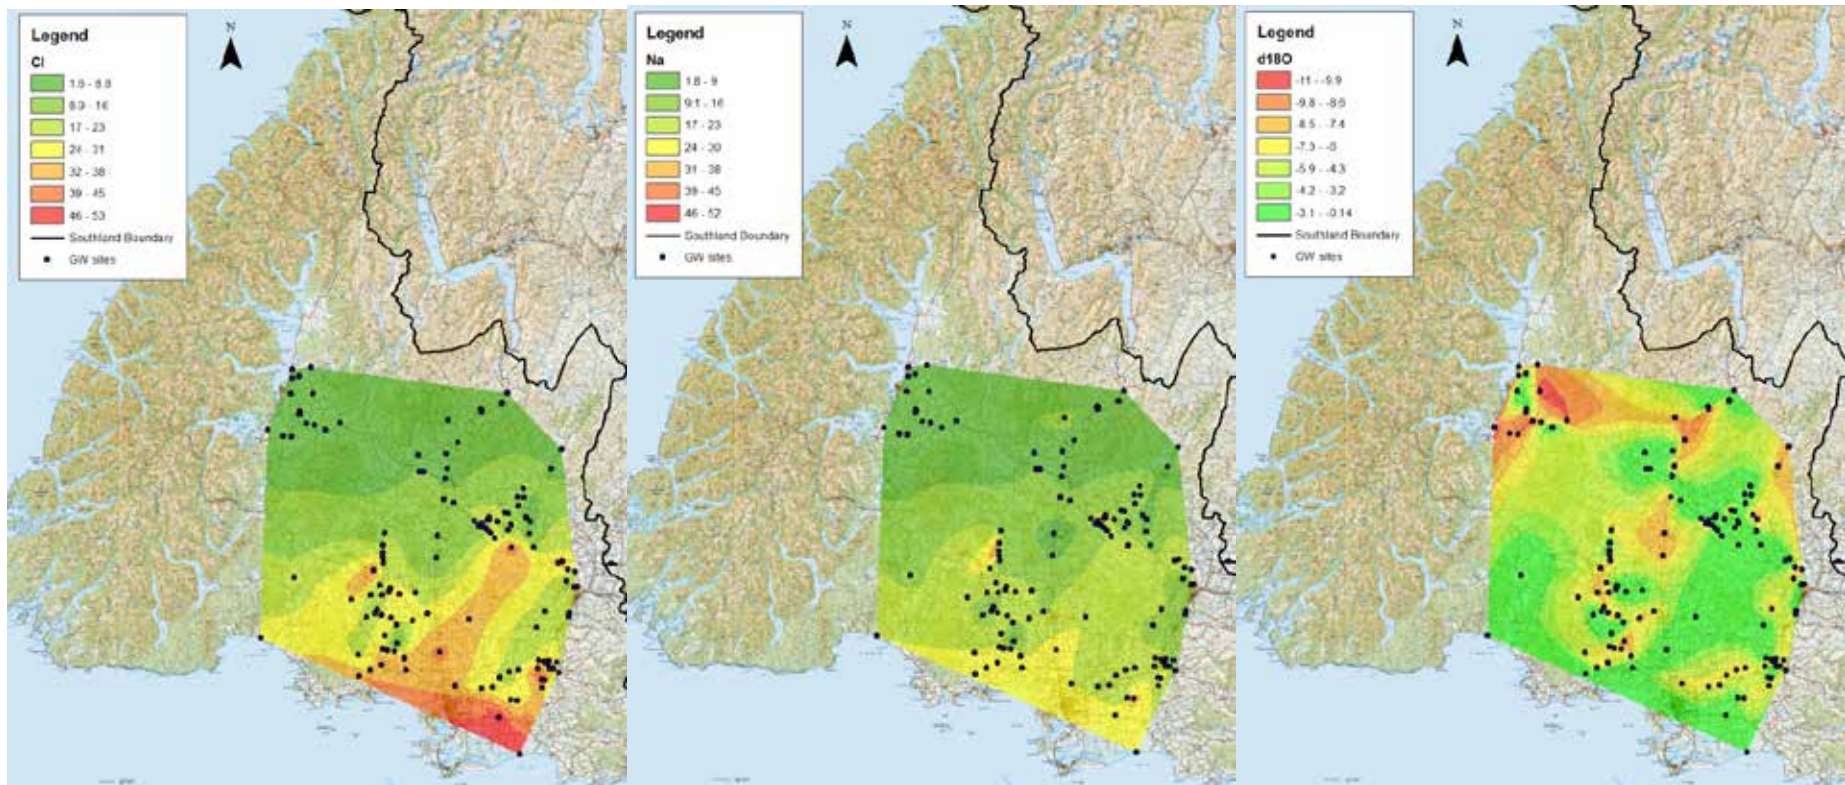 Legend
Cl
1.6 - 8.8
8.9 - 16
17 - 23
24 - 31
32 - 38
39 - 45
46 - 53
Southland Boundary
GW sites
N
Legend
Na
1.8 - 9
9.1 - 16
17 - 23
24 - 30
31 - 38
39 - 45
46 - 52
Southland Boundary
GW sites
N
Legend
d18O
-11 - -9.9
-9.8 - -8.6
-8.5 - -7.4
-7.3 - -6
-5.9 - -4.3
-4.2 - -3.2
-3.1 - -0.14
Southland Boundary
GW sites
N